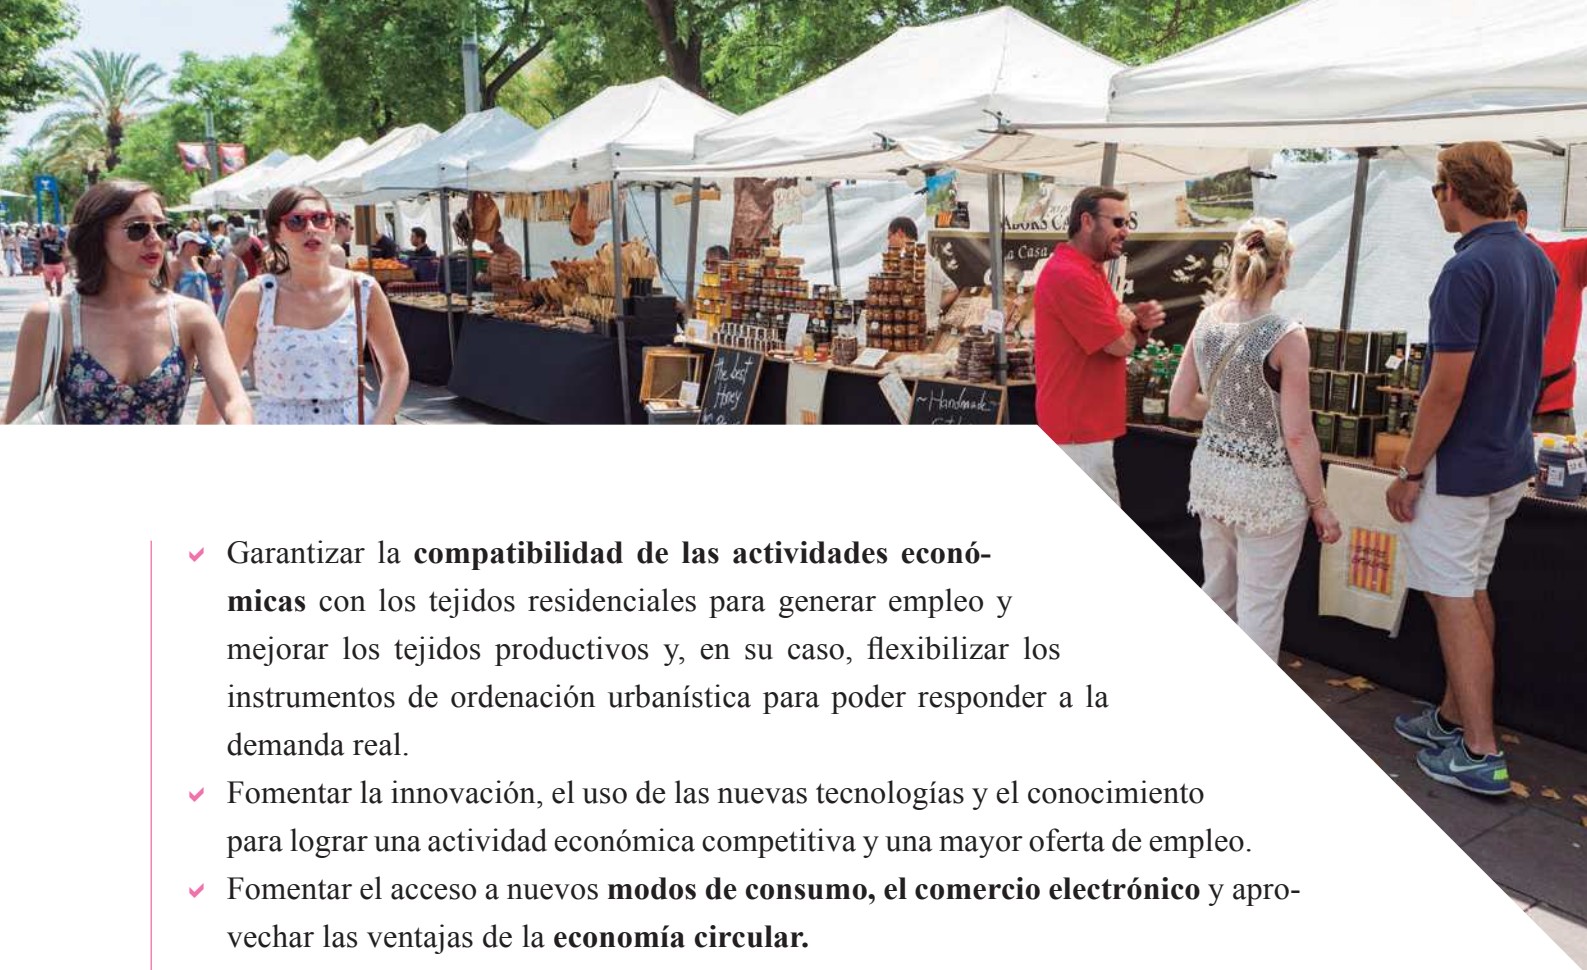 La Casa
The best
Honey
~ Handmade
Garantizar la compatibilidad de las actividades econó-
micas con los tejidos residenciales para generar empleo y
mejorar los tejidos productivos y, en su caso, flexibilizar los
instrumentos de ordenación urbanística para poder responder a la
demanda real.
Fomentar la innovación, el uso de las nuevas tecnologías y el conocimiento
para lograr una actividad económica competitiva y una mayor oferta de empleo.
Fomentar el acceso a nuevos modos de consumo, el comercio electrónico y apro-
vechar las ventajas de la economía circular.